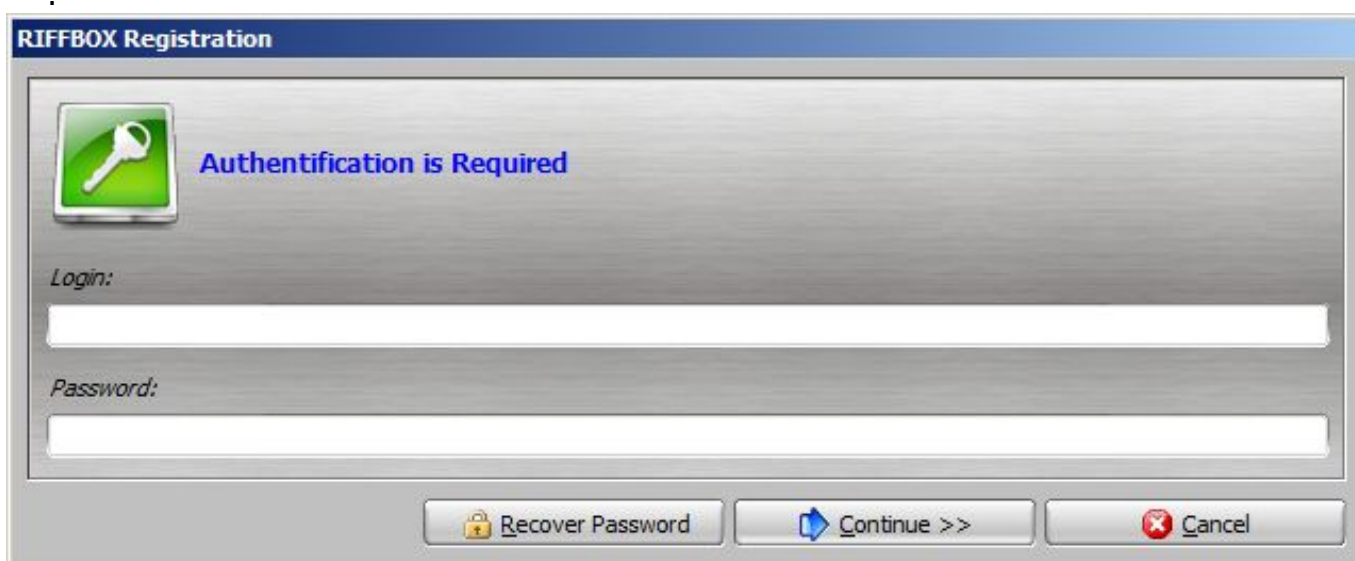 RIFFBOX Registration
Authentification is Required
Login:
Password:
Recover Password
Continue >>
Cancel